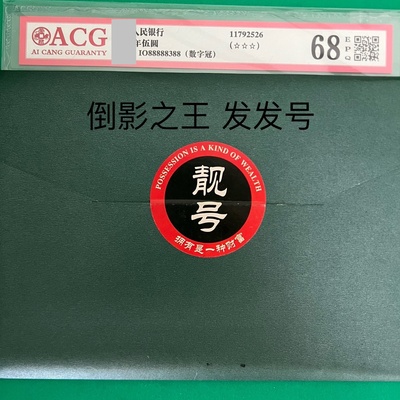 ACG
AI CANG GUARANTY
人民银行
年伍圆
IO88888388（数字冠）
11792526
(☆☆☆)
68
EPQ
倒影之王 发发号
POSSESSION IS A KIND OF WEALTH
靓号
拥有是一种财富